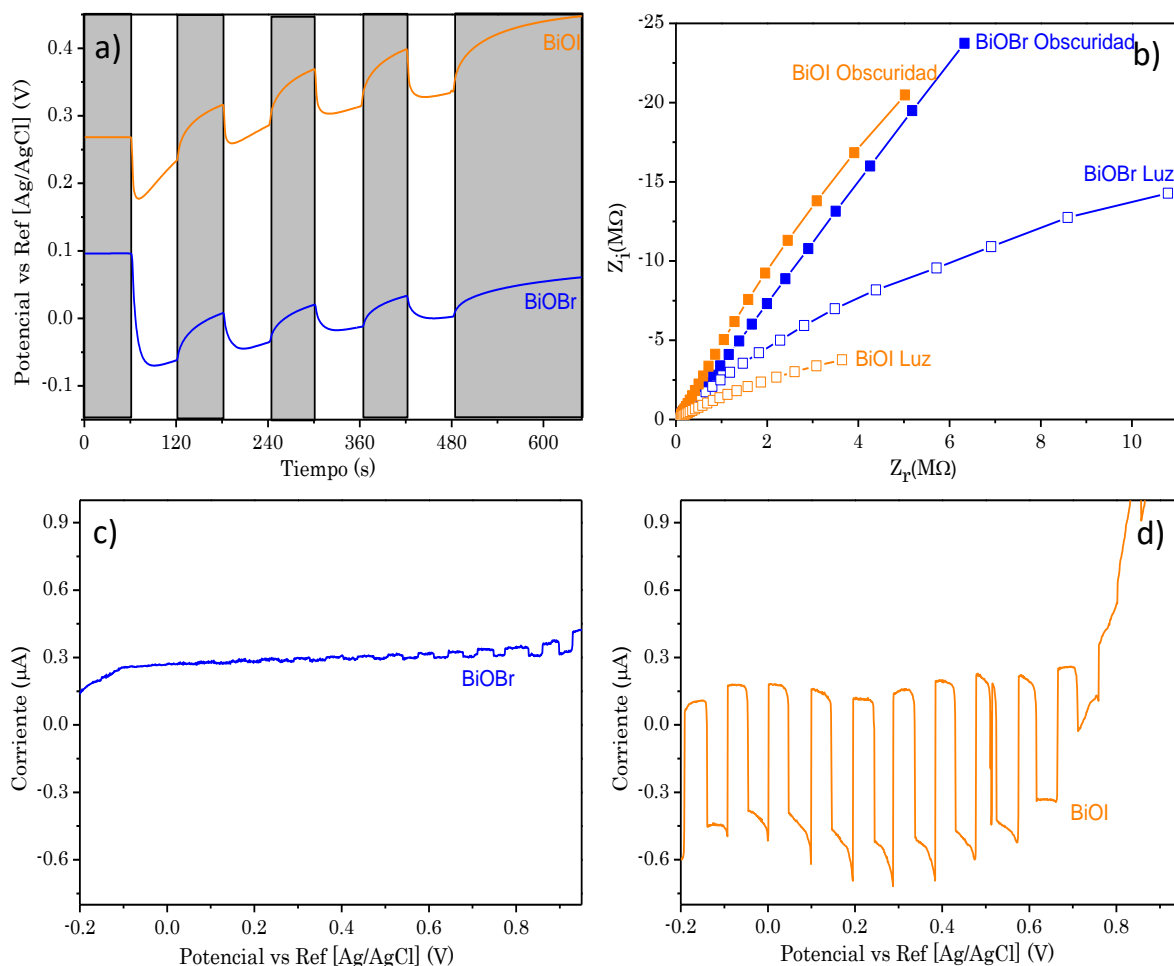 a)
BiOI
BiOBr
0.4
0.3
0.2
0.1
0.0
-0.1
Potencial vs Ref [Ag/AgCl] (V)
0 120 240 360 480 600
Tiempo (s)
b)
BiOBr Obscuridad
BiOI Obscuridad
BiOBr Luz
BiOI Luz
-25
-20
-15
-10
-5
0
Zi(MΩ)
0 2 4 6 8 10
Zr(MΩ)
c)
BiOBr
0.9
0.6
0.3
0.0
-0.3
-0.6
Corriente (µA)
-0.2 0.0 0.2 0.4 0.6 0.8
Potencial vs Ref [Ag/AgCl] (V)
d)
BiOI
0.9
0.6
0.3
0.0
-0.3
-0.6
Corriente (µA)
-0.2 0.0 0.2 0.4 0.6 0.8
Potencial vs Ref [Ag/AgCl] (V)